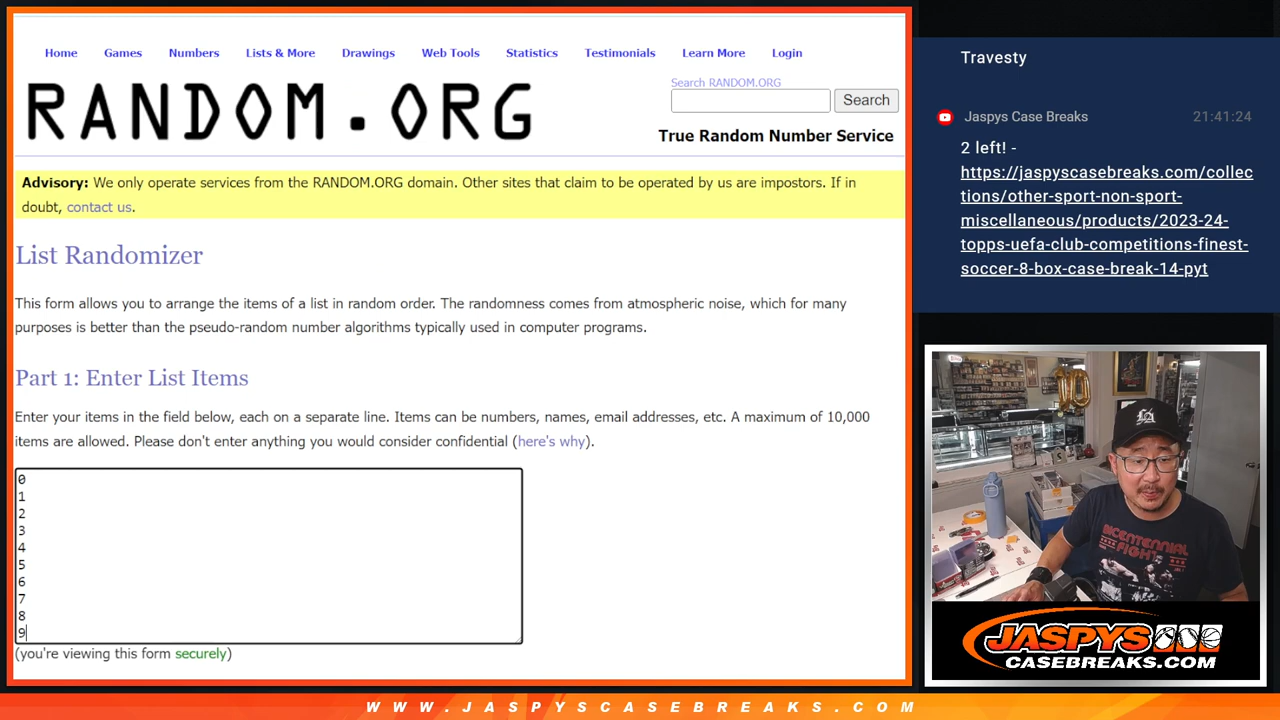 Home Games Numbers Lists & More Drawings Web Tools Statistics Testimonials Learn More Login
RANDOM.ORG
Search RANDOM.ORG
Search
True Random Number Service
Advisory: We only operate services from the RANDOM.ORG domain. Other sites that claim to be operated by us are impostors. If in
doubt, contact us.
List Randomizer
This form allows you to arrange the items of a list in random order. The randomness comes from atmospheric noise, which for many
purposes is better than the pseudo-random number algorithms typically used in computer programs.
Part 1: Enter List Items
Enter your items in the field below, each on a separate line. Items can be numbers, names, email addresses, etc. A maximum of 10,000
items are allowed. Please don't enter anything you would consider confidential (here's why).
0
1
2
3
4
5
6
7
8
9
(you're viewing this form securely)
Travesty
Jaspys Case Breaks 21:41:24
2 left! -
https://jaspyscasebreaks.com/collec
tions/other-sport-non-sport-
miscellaneous/products/2023-24-
topps-uefa-club-competitions-finest-
soccer-8-box-case-break-14-pyt
10
LA
BICENTENNIAL
FIGHT
JASPYS
CASEBREAKS.COM
WWW.JASPYSCASEBREAKS.COM